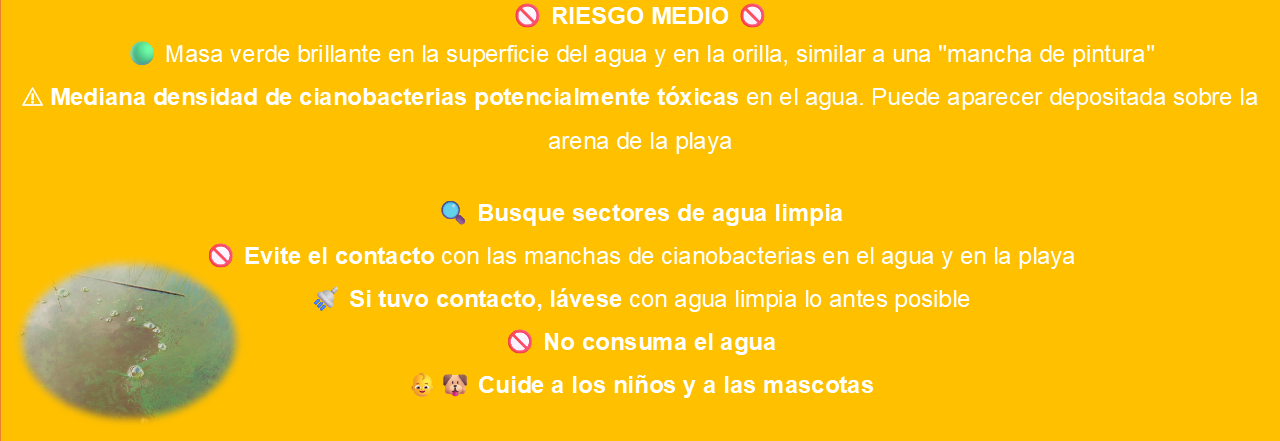 🚫 RIESGO MEDIO 🚫
🟢 Masa verde brillante en la superficie del agua y en la orilla, similar a una "mancha de pintura"
⚠ Mediana densidad de cianobacterias potencialmente tóxicas en el agua. Puede aparecer depositada sobre la
arena de la playa
🔍 Busque sectores de agua limpia
🚫 Evite el contacto con las manchas de cianobacterias en el agua y en la playa
🚿 Si tuvo contacto, lávese con agua limpia lo antes posible
🚫 No consuma el agua
👶 🐶 Cuide a los niños y a las mascotas